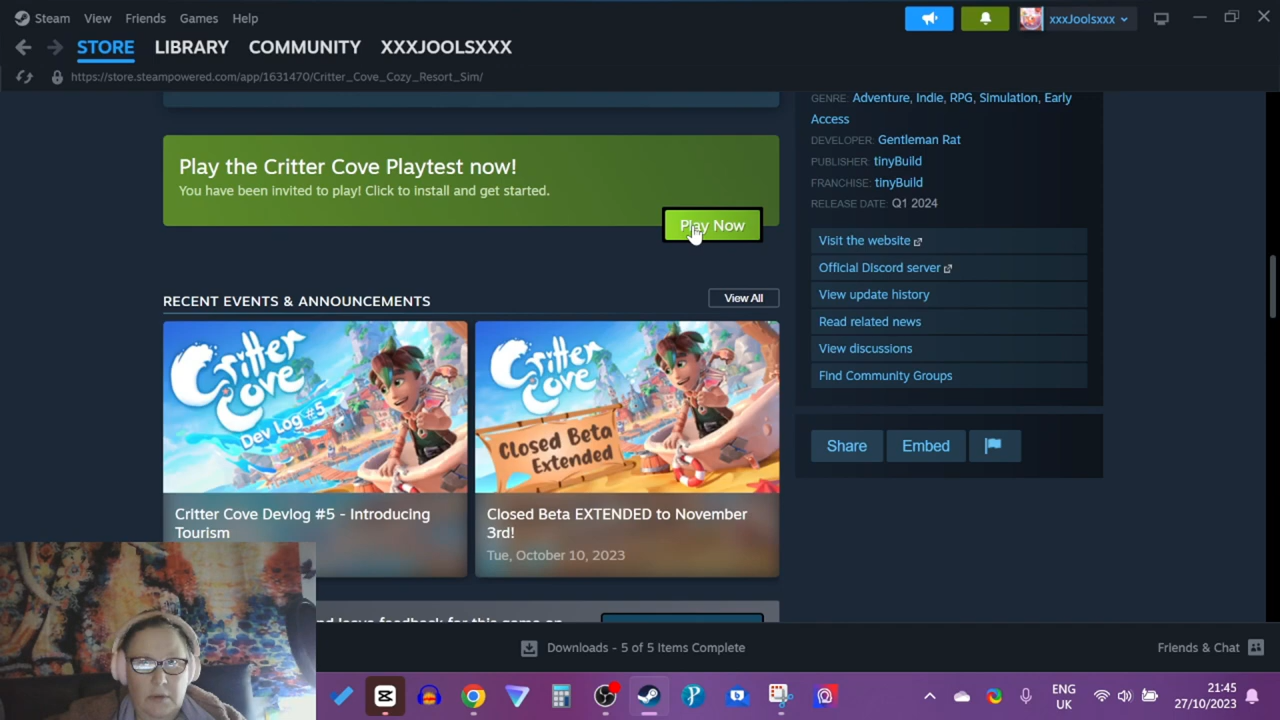 Steam View Friends Games Help
xxxJoolsxxx
STORE LIBRARY COMMUNITY XXXJOOLSXXX
https://store.steampowered.com/app/1631470/Critter_Cove_Cozy_Resort_Sim/
Play the Critter Cove Playtest now!
You have been invited to play! Click to install and get started.
Play Now
RECENT EVENTS & ANNOUNCEMENTS
View All
Critter Cove
Dev Log #5
Critter Cove Devlog #5 - Introducing
Tourism
Critter Cove
Closed Beta
Extended
Closed Beta EXTENDED to November
3rd!
Tue, October 10, 2023
GENRE: Adventure, Indie, RPG, Simulation, Early
Access
DEVELOPER: Gentleman Rat
PUBLISHER: tinyBuild
FRANCHISE: tinyBuild
RELEASE DATE: Q1 2024
Visit the website
Official Discord server
View update history
Read related news
View discussions
Find Community Groups
Share Embed
Downloads - 5 of 5 Items Complete
Friends & Chat
ENG
UK
21:45
27/10/2023